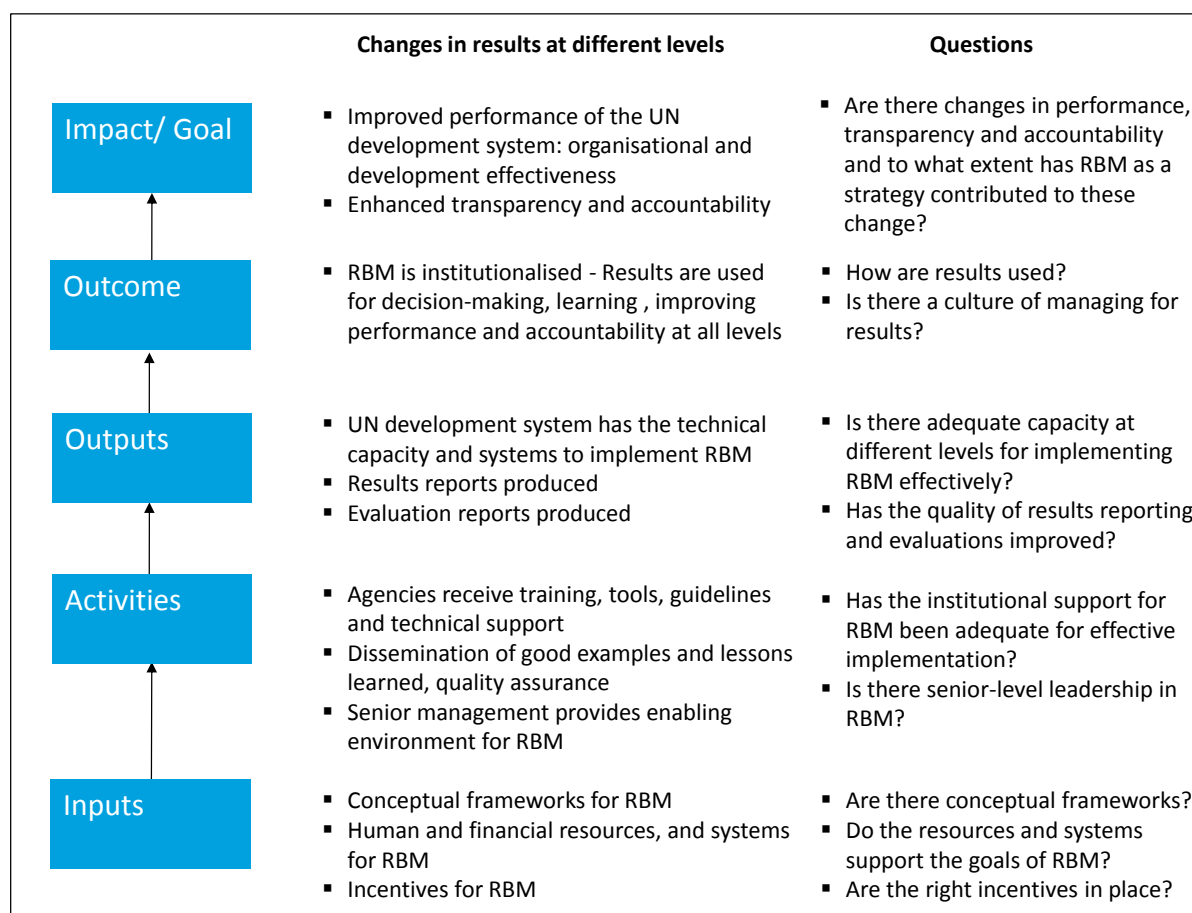 Changes in results at different levels
Questions
Impact/ Goal
▪ Improved performance of the UN
development system: organisational and
development effectiveness
▪ Enhanced transparency and accountability
▪ Are there changes in performance,
transparency and accountability
and to what extent has RBM as a
strategy contributed to these
change?
Outcome
▪ RBM is institutionalised - Results are used
for decision-making, learning , improving
performance and accountability at all levels
▪ How are results used?
▪ Is there a culture of managing for
results?
Outputs
▪ UN development system has the technical
capacity and systems to implement RBM
▪ Results reports produced
▪ Evaluation reports produced
▪ Is there adequate capacity at
different levels for implementing
RBM effectively?
▪ Has the quality of results reporting
and evaluations improved?
Activities
▪ Agencies receive training, tools, guidelines
and technical support
▪ Dissemination of good examples and lessons
learned, quality assurance
▪ Senior management provides enabling
environment for RBM
▪ Has the institutional support for
RBM been adequate for effective
implementation?
▪ Is there senior-level leadership in
RBM?
Inputs
▪ Conceptual frameworks for RBM
▪ Human and financial resources, and systems
for RBM
▪ Incentives for RBM
▪ Are there conceptual frameworks?
▪ Do the resources and systems
support the goals of RBM?
▪ Are the right incentives in place?